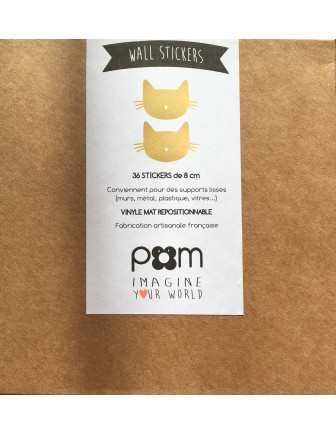 WALL STICKERS
36 STICKERS de 8 cm
Conviennent pour des supports lisses
(murs, métal, plastique, vitres...)
VINYLE MAT REPOSITIONNABLE
Fabrication artisanale française
pom
IMAGINE
YOUR WORLD